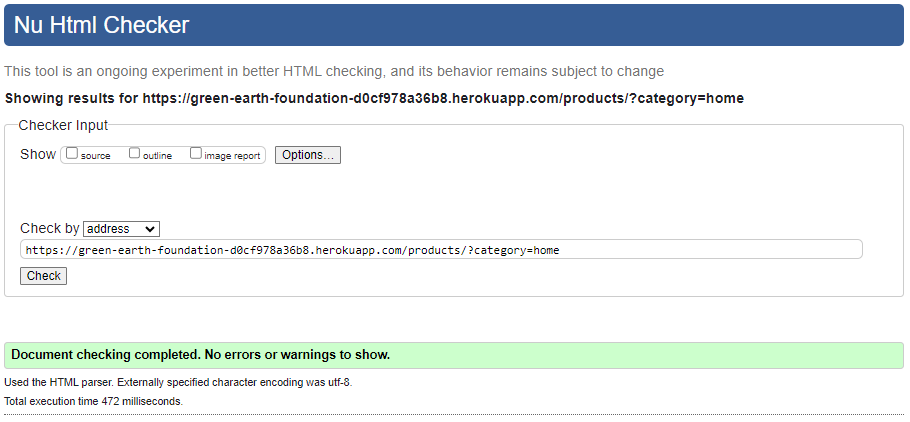 Nu Html Checker
This tool is an ongoing experiment in better HTML checking, and its behavior remains subject to change
Showing results for https://green-earth-foundation-d0cf978a36b8.herokuapp.com/products/?category=home
Checker Input
Show source outline image report Options...
Check by address
https://green-earth-foundation-d0cf978a36b8.herokuapp.com/products/?category=home
Check
Document checking completed. No errors or warnings to show.
Used the HTML parser. Externally specified character encoding was utf-8.
Total execution time 472 milliseconds.